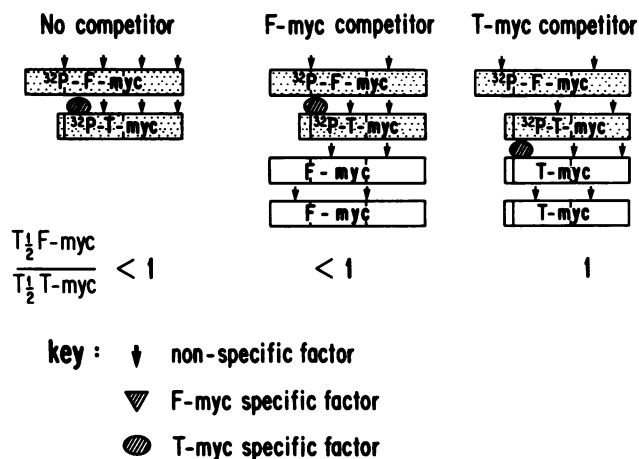 No competitor F-myc competitor T-myc competitor
32P-F-myc 32P-F-myc 32P-F-myc
32P-T-myc 32P-T-myc 32P-T-myc
F-myc T-myc
F-myc T-myc
T½ F-myc
T½ T-myc
< 1 < 1 1
key : non-specific factor
F-myc specific factor
T-myc specific factor